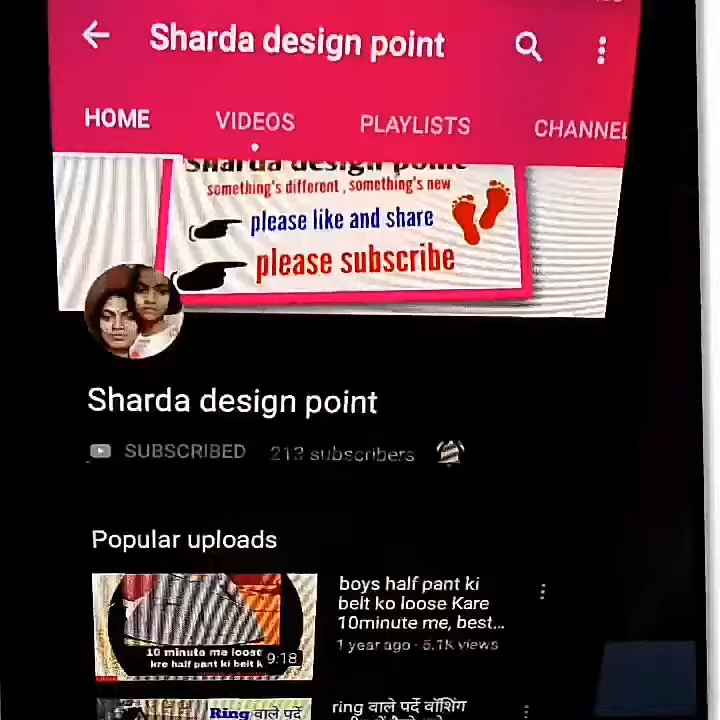 Sharda design point
HOME VIDEOS PLAYLISTS CHANNEL
Sharda design point
something's different , something's new
please like and share
please subscribe
Sharda design point
SUBSCRIBED 213 subscribers
Popular uploads
boys half pant ki
belt ko loose Kare
10minute me, best...
1 year ago · 5.1K views
10 minute me loose
kre half pant ki belt k
9:18
Ring वाले पर्दे
ring वाले पर्दे वॉशिंग